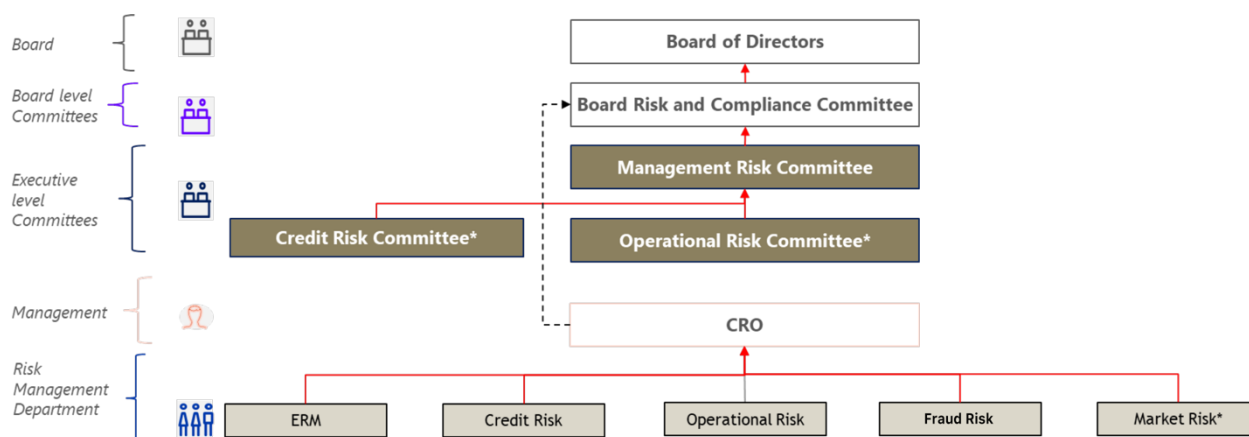 Board
Board of Directors
Board level
Committees
Board Risk and Compliance Committee
Executive
level
Committees
Management Risk Committee
Credit Risk Committee*
Operational Risk Committee*
Management
CRO
Risk
Management
Department
ERM
Credit Risk
Operational Risk
Fraud Risk
Market Risk*